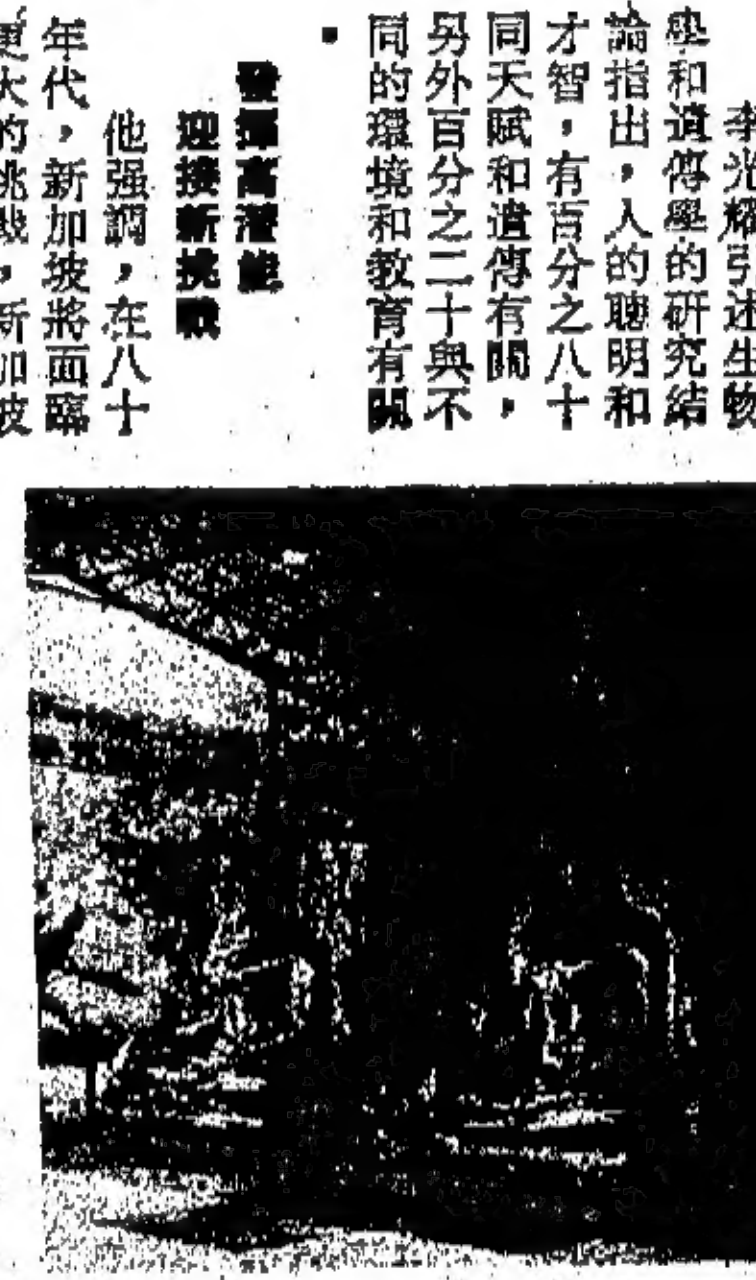 李光耀引述生物
學和遺傳學的研究結
論指出，人的聰明和
才智，有百分之八十
同天賦和遺傳有關，
另外百分之二十與不
同的環境和教育有關
。
發揮高潛能
迎接新挑戰
他强調，在八十
年代，新加坡將面臨
更大的挑戰，新加坡